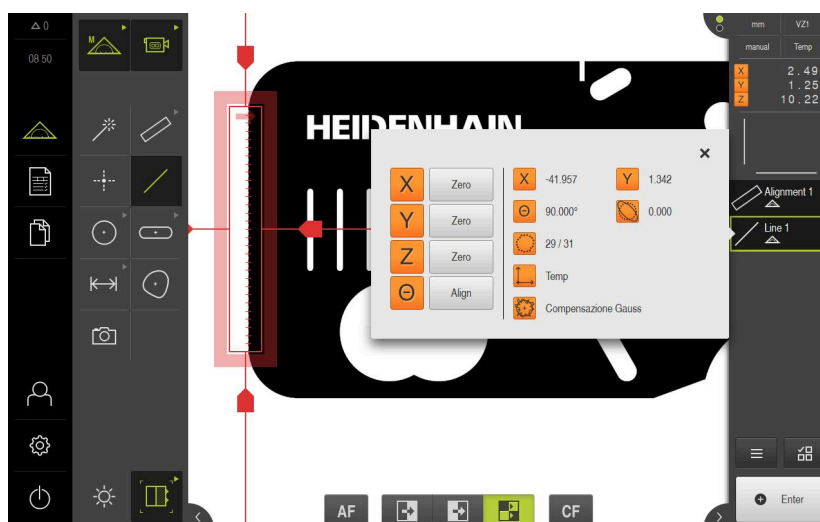 △ 0
08 50
M
HEIDENHAIN
X Zero
Y Zero
Z Zero
Θ Align
X -41.957 Y 1.342
Θ 90.000° 0.000
29 / 31
Temp
Compensazione Gauss
mm VZ1
manual Temp
X 2.49
Y 1.25
Z 10.22
Alignment 1
Line 1
Enter
AF
CF